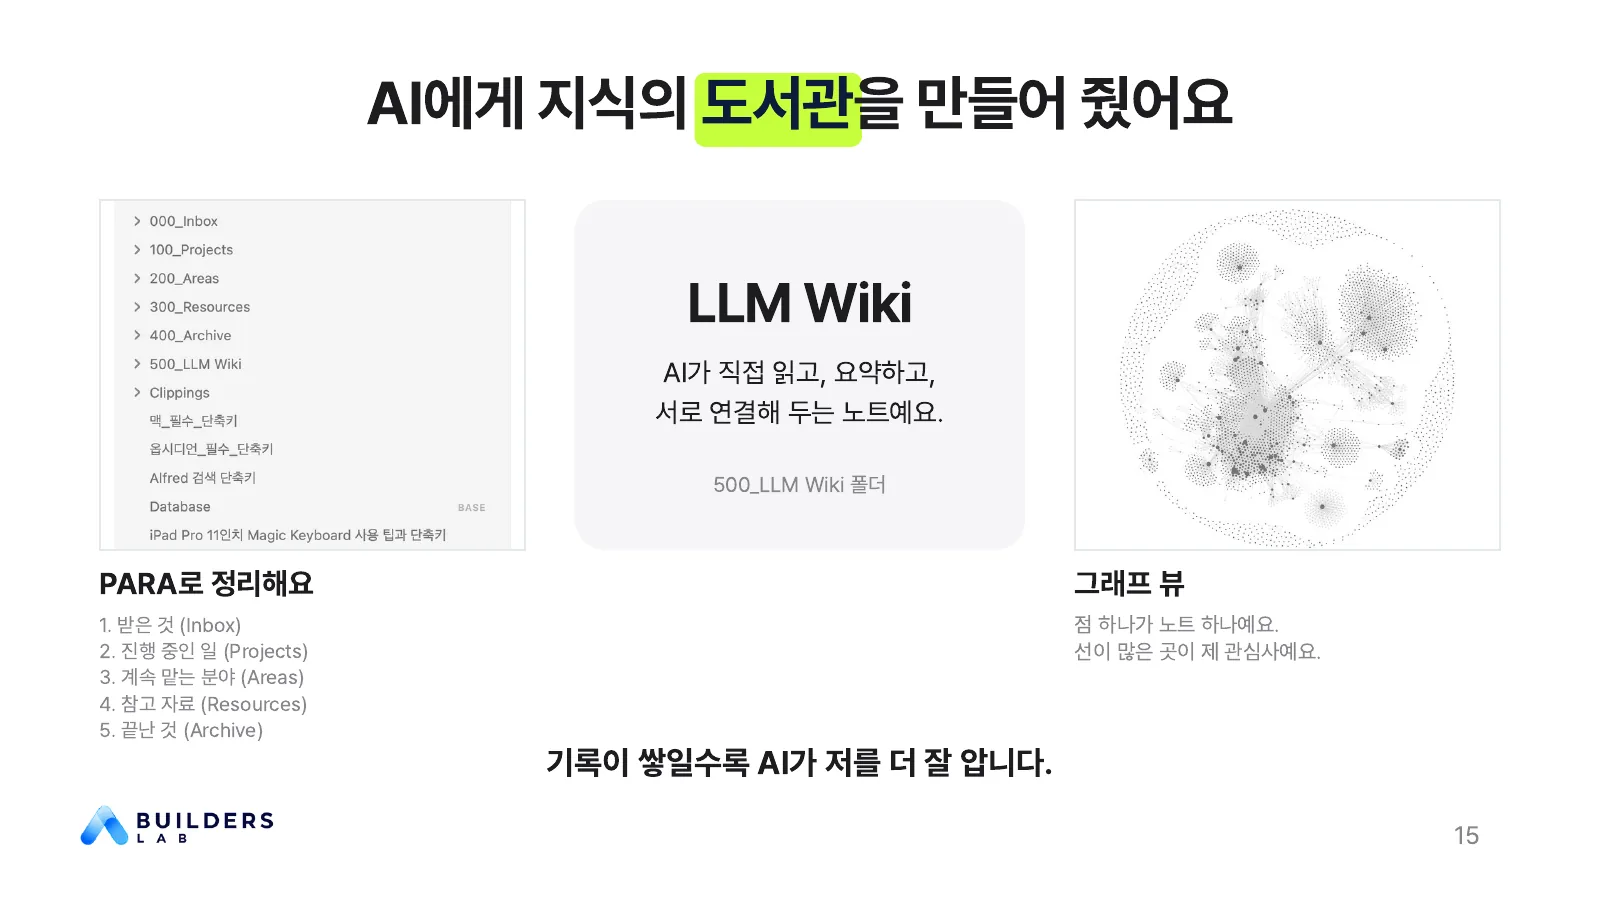 AI에게 지식의 도서관을 만들어 줬어요
000_Inbox
100_Projects
200_Areas
300_Resources
400_Archive
500_LLM Wiki
Clippings
맥_필수_단축키
옵시디언_필수_단축키
Alfred 검색 단축키
Database BASE
iPad Pro 11인치 Magic Keyboard 사용 팁과 단축키
PARA로 정리해요
1. 받은 것 (Inbox)
2. 진행 중인 일 (Projects)
3. 계속 맡는 분야 (Areas)
4. 참고 자료 (Resources)
5. 끝난 것 (Archive)
LLM Wiki
AI가 직접 읽고, 요약하고,
서로 연결해 두는 노트예요.
500_LLM Wiki 폴더
그래프 뷰
점 하나가 노트 하나예요.
선이 많은 곳이 제 관심사예요.
기록이 쌓일수록 AI가 저를 더 잘 압니다.
BUILDERS
LAB
15